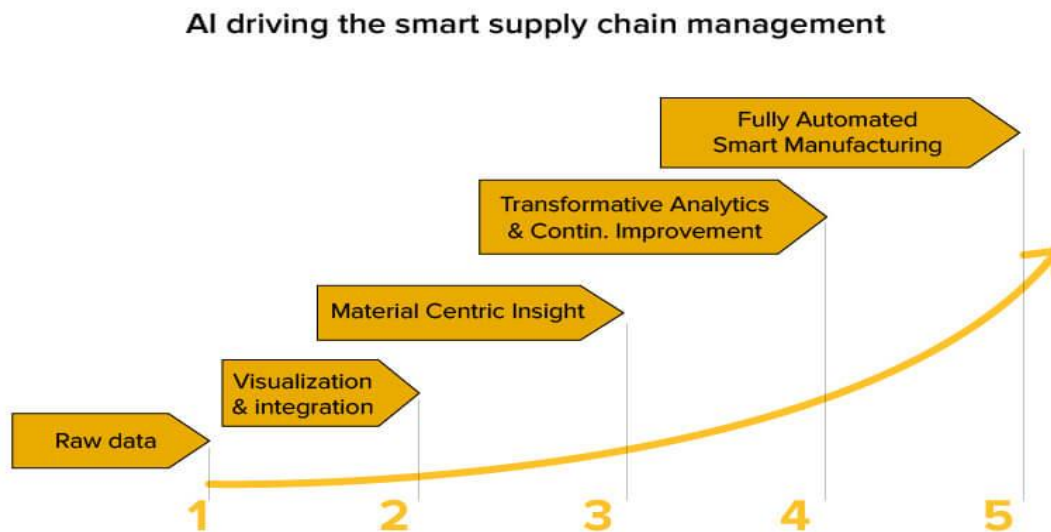 AI driving the smart supply chain management
Fully Automated
Smart Manufacturing
Transformative Analytics
& Contin. Improvement
Material Centric Insight
Visualization
& integration
Raw data
1 2 3 4 5